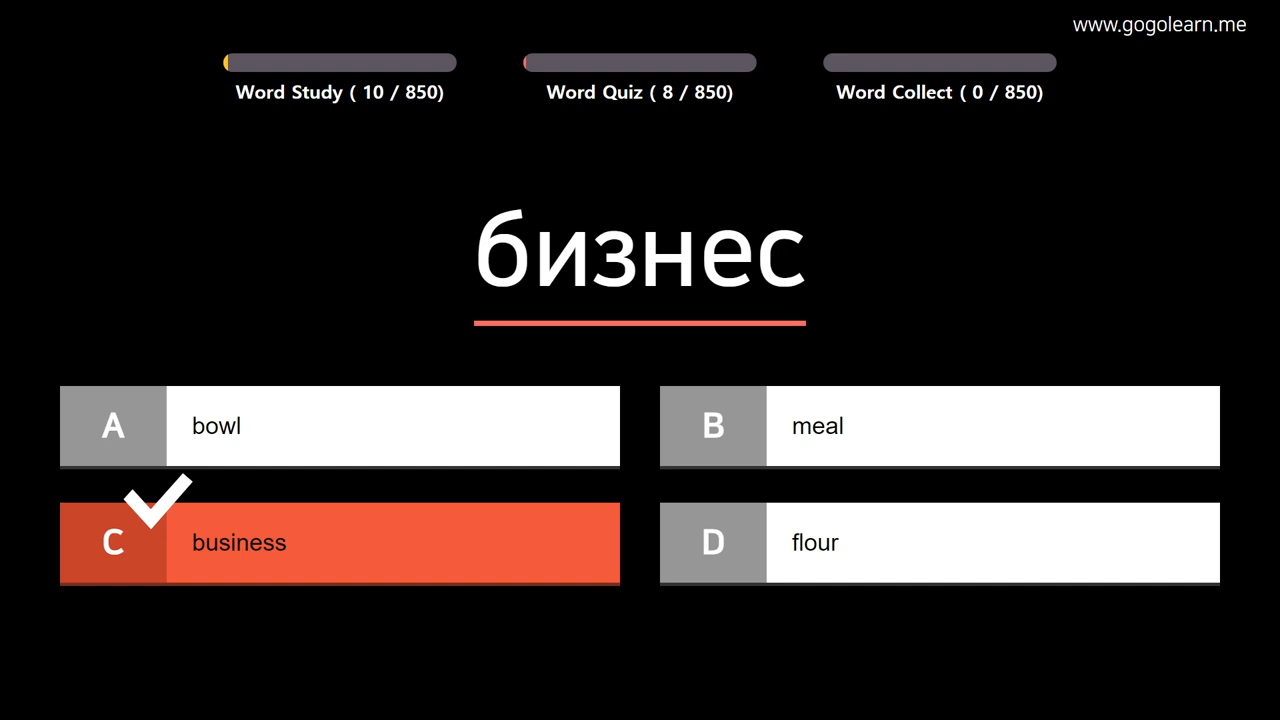 www.gogolearn.me
Word Study ( 10 / 850)
Word Quiz ( 8 / 850)
Word Collect ( 0 / 850)
бизнес
A bowl
B meal
C business
D flour